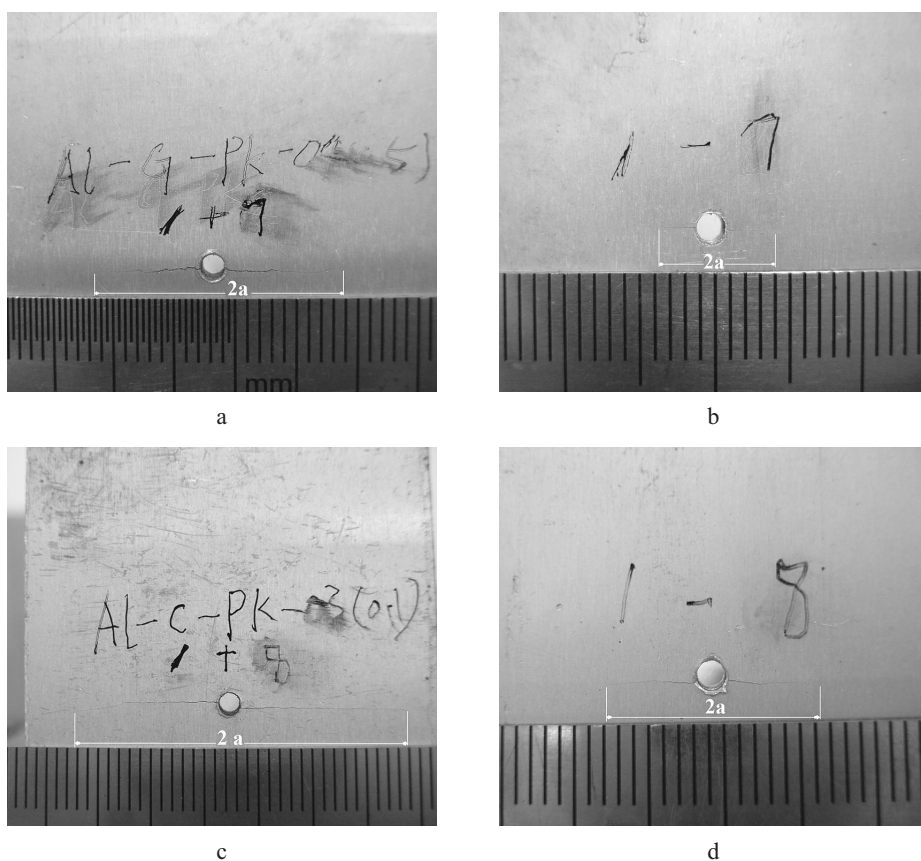 Al-G-Pk-
1 + 7
2a
mm
a
1 - 7
2a
b
Al-C-PK-3(0,1)
1 + 8
2 a
c
1 - 8
2a
d